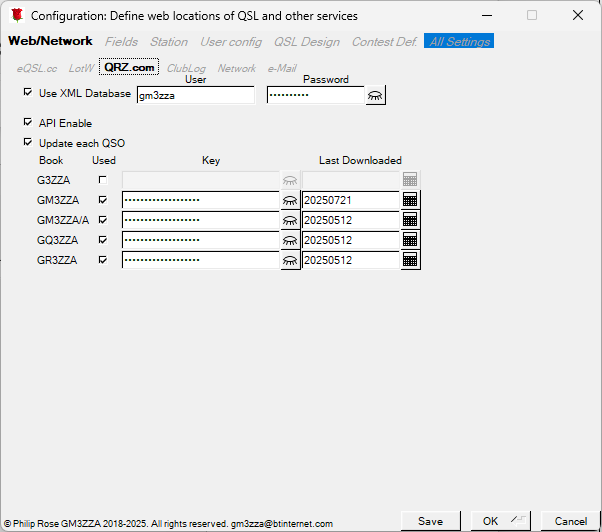 Configuration: Define web locations of QSL and other services
Web/Network Fields Station User config QSL Design Contest Def. All Settings
eQSL.cc LotW QRZ.com ClubLog Network e-Mail
User Password
Use XML Database gm3zza ••••••••••
API Enable
Update each QSO
Book Used Key Last Downloaded
G3ZZA
GM3ZZA ••••••••••••••••••• 20250721
GM3ZZA/A ••••••••••••••••••• 20250512
GQ3ZZA ••••••••••••••••••• 20250512
GR3ZZA ••••••••••••••••••• 20250512
© Philip Rose GM3ZZA 2018-2025. All rights reserved. gm3zza@btinternet.com
Save OK Cancel